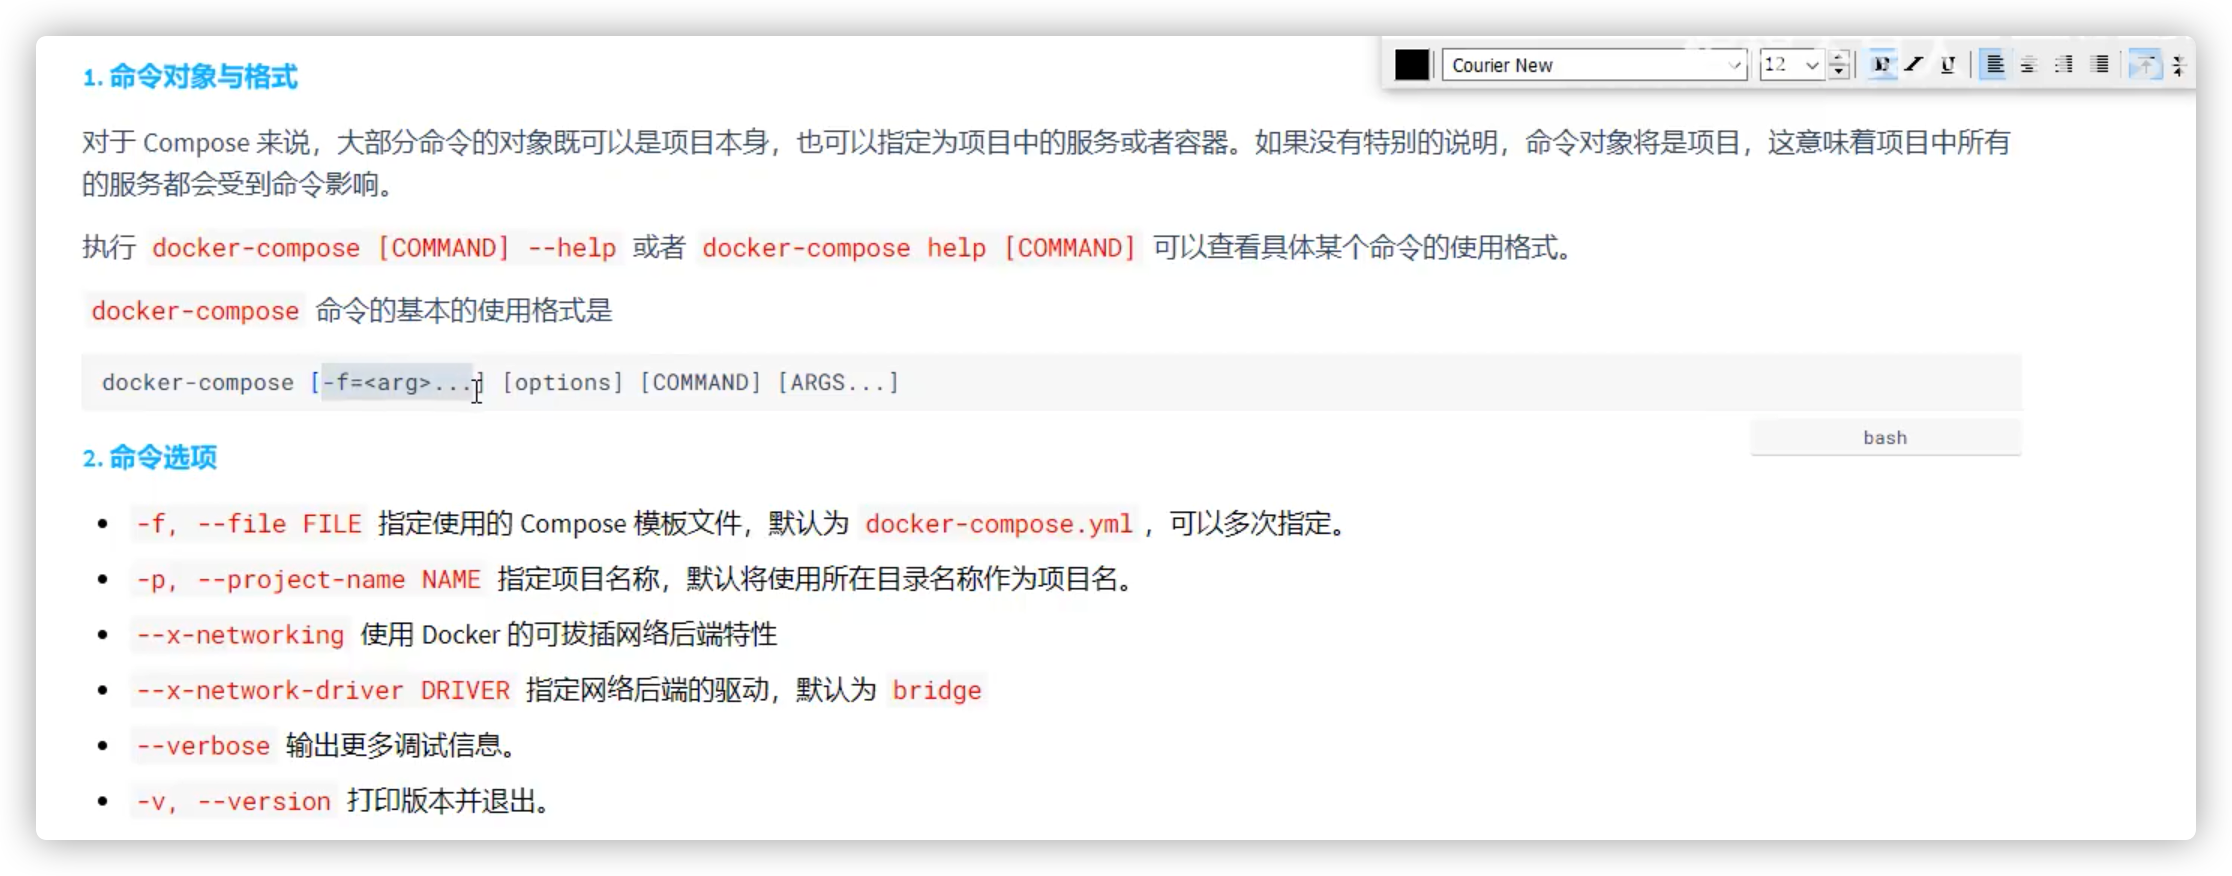 Courier New
12
1. 命令对象与格式
对于 Compose 来说，大部分命令的对象既可以是项目本身，也可以指定为项目中的服务或者容器。如果没有特别的说明，命令对象将是项目，这意味着项目中所有
的服务都会受到命令影响。
执行 docker-compose [COMMAND] --help 或者 docker-compose help [COMMAND] 可以查看具体某个命令的使用格式。
docker-compose 命令的基本的使用格式是
docker-compose [-f=<arg>...] [options] [COMMAND] [ARGS...]
bash
2. 命令选项
• -f, --file FILE 指定使用的 Compose 模板文件，默认为 docker-compose.yml ，可以多次指定。
• -p, --project-name NAME 指定项目名称，默认将使用所在目录名称作为项目名。
• --x-networking 使用 Docker 的可拔插网络后端特性
• --x-network-driver DRIVER 指定网络后端的驱动，默认为 bridge
• --verbose 输出更多调试信息。
• -v, --version 打印版本并退出。